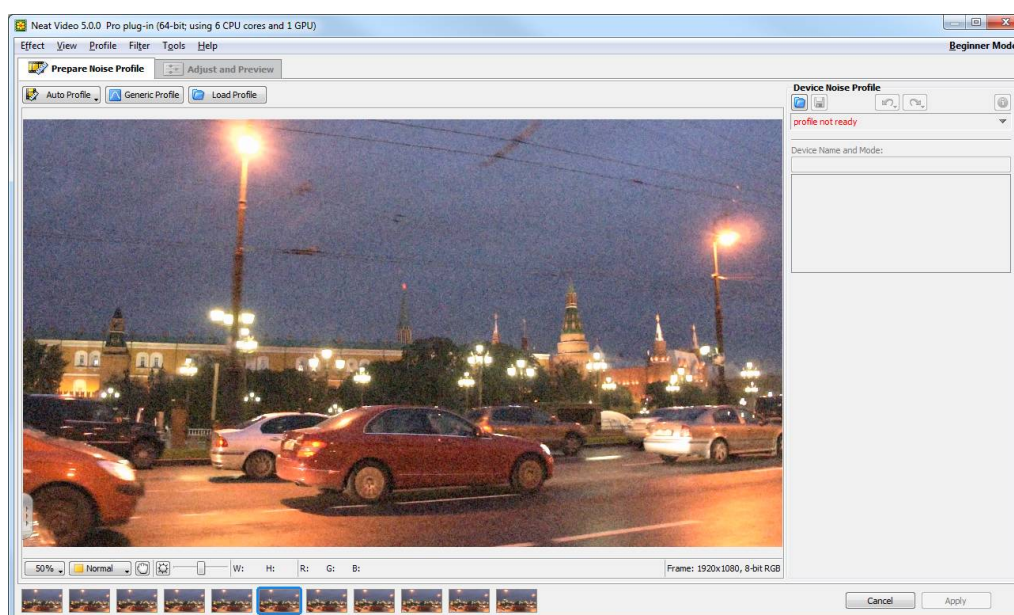 Neat Video 5.0.0 Pro plug-in (64-bit; using 6 CPU cores and 1 GPU)
Effect View Profile Filter Tools Help Beginner Mode
Prepare Noise Profile Adjust and Preview
Auto Profile Generic Profile Load Profile
Device Noise Profile
profile not ready
Device Name and Mode:
50% Normal W: H: R: G: B: Frame: 1920x1080, 8-bit RGB
Cancel Apply